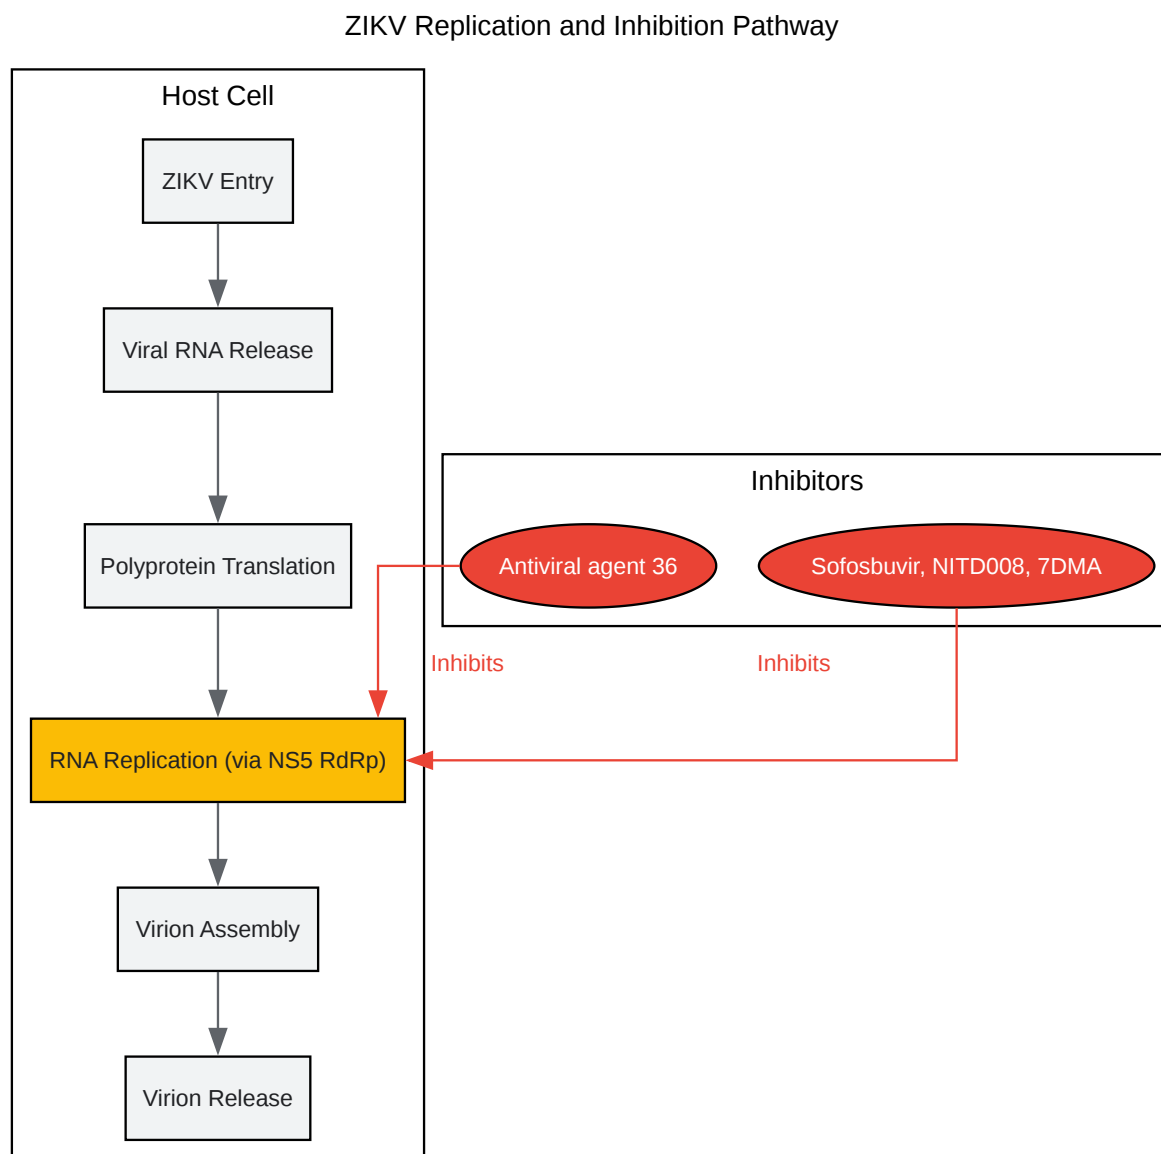 ZIKV Replication and Inhibition Pathway
Host Cell
ZIKV Entry
Viral RNA Release
Polyprotein Translation
Inhibitors
Antiviral agent 36
Sofosbuvir, NITD008, 7DMA
Inhibits
Inhibits
RNA Replication (via NS5 RdRp)
Virion Assembly
Virion Release